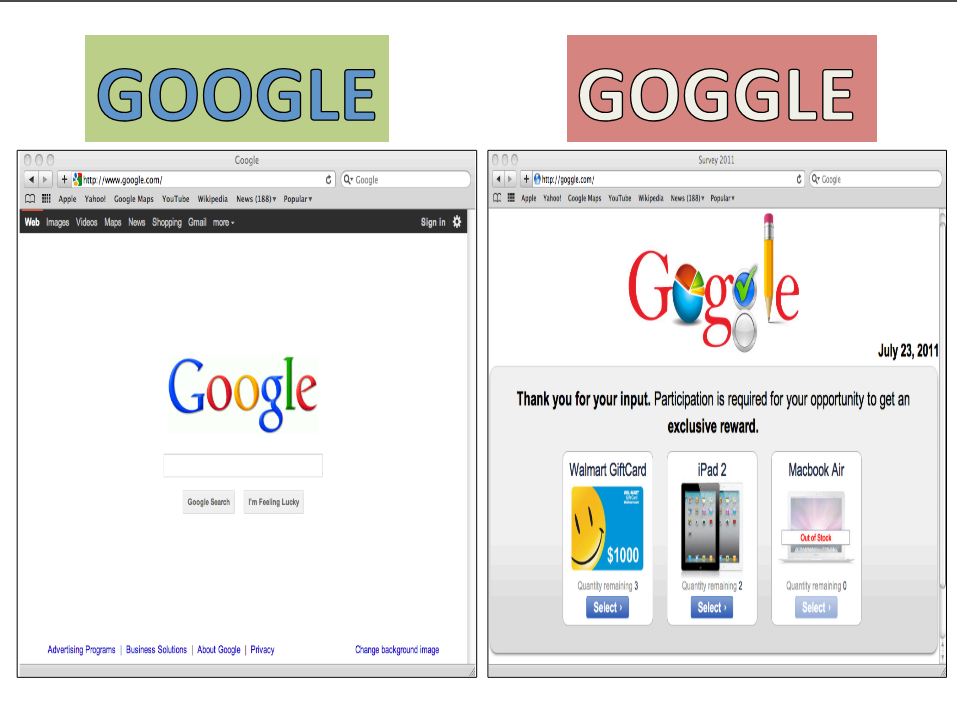 GOOGLE
GOGGLE
Google
http://www.google.com/
Google
Apple Yahoo! Google Maps YouTube Wikipedia News (188) Popular
Web Images Videos Maps News Shopping Gmail more
Sign in
Google
Google Search
I'm Feeling Lucky
Advertising Programs | Business Solutions | About Google | Privacy
Change background image
Survey 2011
http://goggle.com/
Google
Apple Yahoo! Google Maps YouTube Wikipedia News (188) Popular
Goggle
July 23, 2011
Thank you for your input. Participation is required for your opportunity to get an
exclusive reward.
Walmart GiftCard
$1000
Quantity remaining 3
Select ›
iPad 2
Quantity remaining 2
Select ›
Macbook Air
Out of Stock
Quantity remaining 0
Select ›